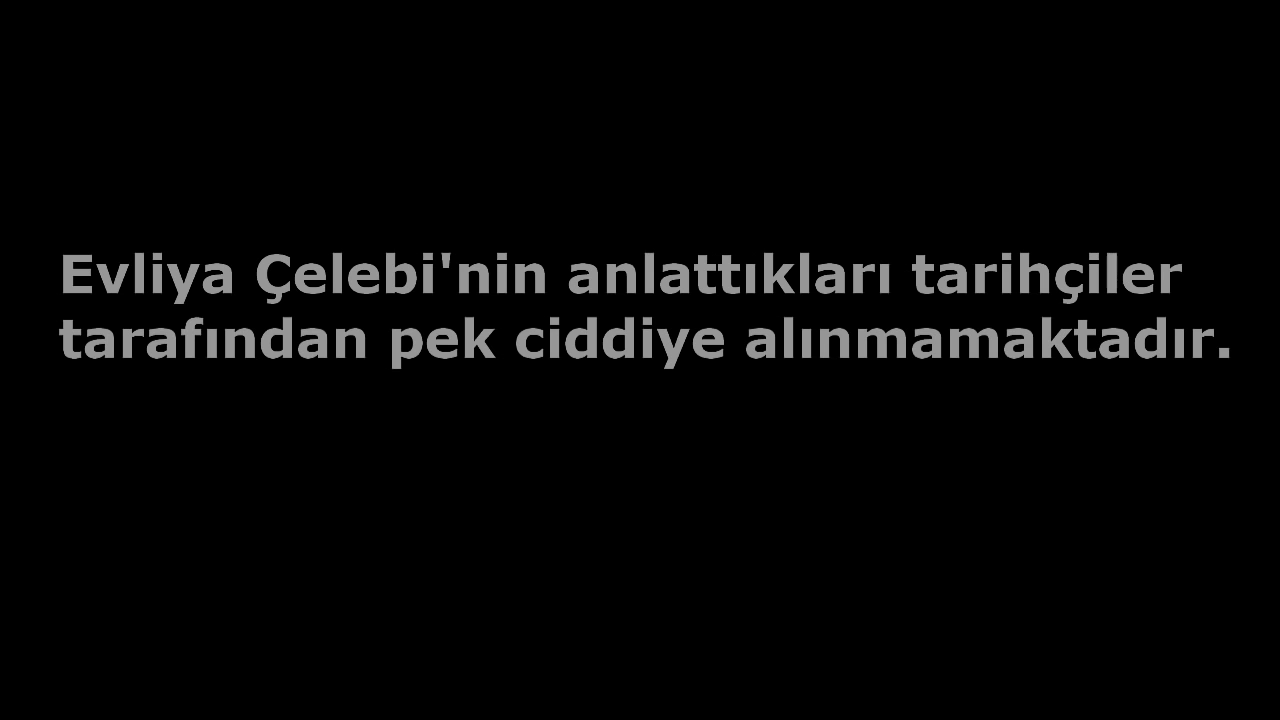 Evliya Çelebi'nin anlattıkları tarihçiler
tarafından pek ciddiye alınmamaktadır.